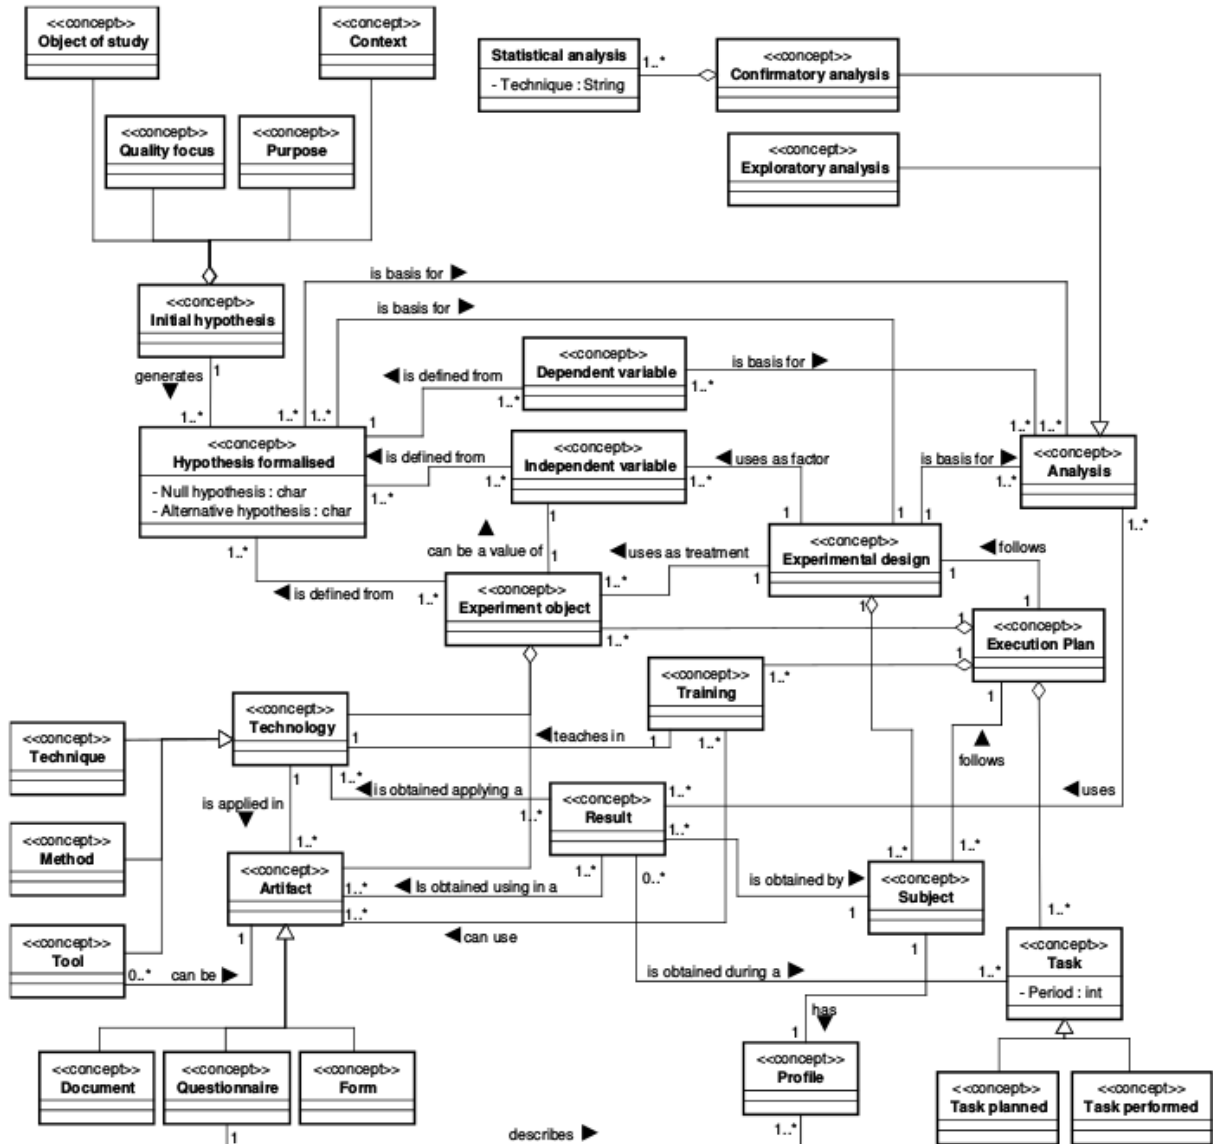 <<concept>>
Object of study
<<concept>>
Context
Statistical analysis
- Technique : String
1..*
<<concept>>
Confirmatory analysis
<<concept>>
Quality focus
<<concept>>
Purpose
<<concept>>
Exploratory analysis
is basis for ►
<<concept>>
Initial hypothesis
is basis for ►
1
generates
▼
<<concept>>
Dependent variable
is basis for ►
1..*
◄ is defined from
1..*
1..*
1..*
1..*
1
1..*
1..*
<<concept>>
Hypothesis formalised
- Null hypothesis : char
- Alternative hypothesis : char
◄ is defined from
1..*
1..*
<<concept>>
Independent variable
◄ uses as factor
1..*
is basis for ►
1..*
<<concept>>
Analysis
1
1
1
1
1..*
▲
can be a value of
1
◄ uses as treatment
1..*
1
<<concept>>
Experimental design
◄ follows
1
1
1..*
◄ is defined from
1..*
<<concept>>
Experiment object
1..*
1
1
<<concept>>
Execution Plan
<<concept>>
Training
1..*
1
1
<<concept>>
Technology
<<concept>>
Technique
1
◄ teaches in
1
1..*
▲
follows
1
1..*
◄ is obtained applying a
is applied in
▼
1..*
1..*
<<concept>>
Result
1..*
1..*
◄ uses
<<concept>>
Method
1..*
1..*
1..*
<<concept>>
Artifact
1..*
◄ Is obtained using in a
1..*
0..*
is obtained by ►
1
<<concept>>
Subject
1..*
◄ can use
1..*
<<concept>>
Tool
0..*
can be ►
1
1
is obtained during a ►
1..*
<<concept>>
Task
- Period : int
has
▼
1
<<concept>>
Document
<<concept>>
Questionnaire
<<concept>>
Form
<<concept>>
Profile
<<concept>>
Task planned
<<concept>>
Task performed
1
describes ►
1..*